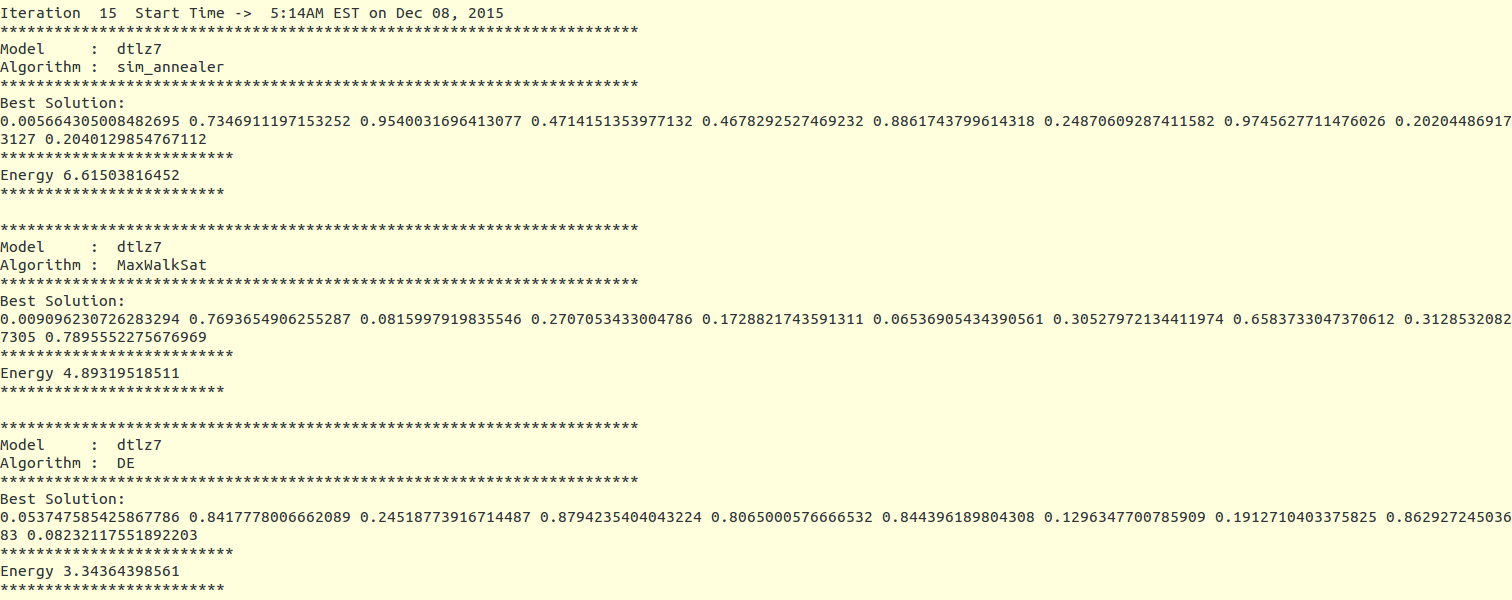 Iteration  15  Start Time ->  5:14AM EST on Dec 08, 2015
***********************************************************************
Model     :  dtlz7
Algorithm :  sim_annealer
***********************************************************************
Best Solution:
0.005664305008482695 0.7346911197153252 0.9540031696413077 0.4714151353977132 0.4678292527469232 0.8861743799614318 0.24870609287411582 0.9745627711476026 0.20204486917
3127 0.2040129854767112
**************************
Energy 6.61503816452
*************************
***********************************************************************
Model     :  dtlz7
Algorithm :  MaxWalkSat
***********************************************************************
Best Solution:
0.009096230726283294 0.7693654906255287 0.0815997919835546 0.2707053433004786 0.1728821743591311 0.06536905434390561 0.30527972134411974 0.6583733047370612 0.3128532082
7305 0.7895552275676969
**************************
Energy 4.89319518511
*************************
***********************************************************************
Model     :  dtlz7
Algorithm :  DE
***********************************************************************
Best Solution:
0.053747585425867786 0.8417778006662089 0.24518773916714487 0.8794235404043224 0.8065000576666532 0.844396189804308 0.1296347700785909 0.1912710403375825 0.862927245036
83 0.08232117551892203
**************************
Energy 3.34364398561
*************************